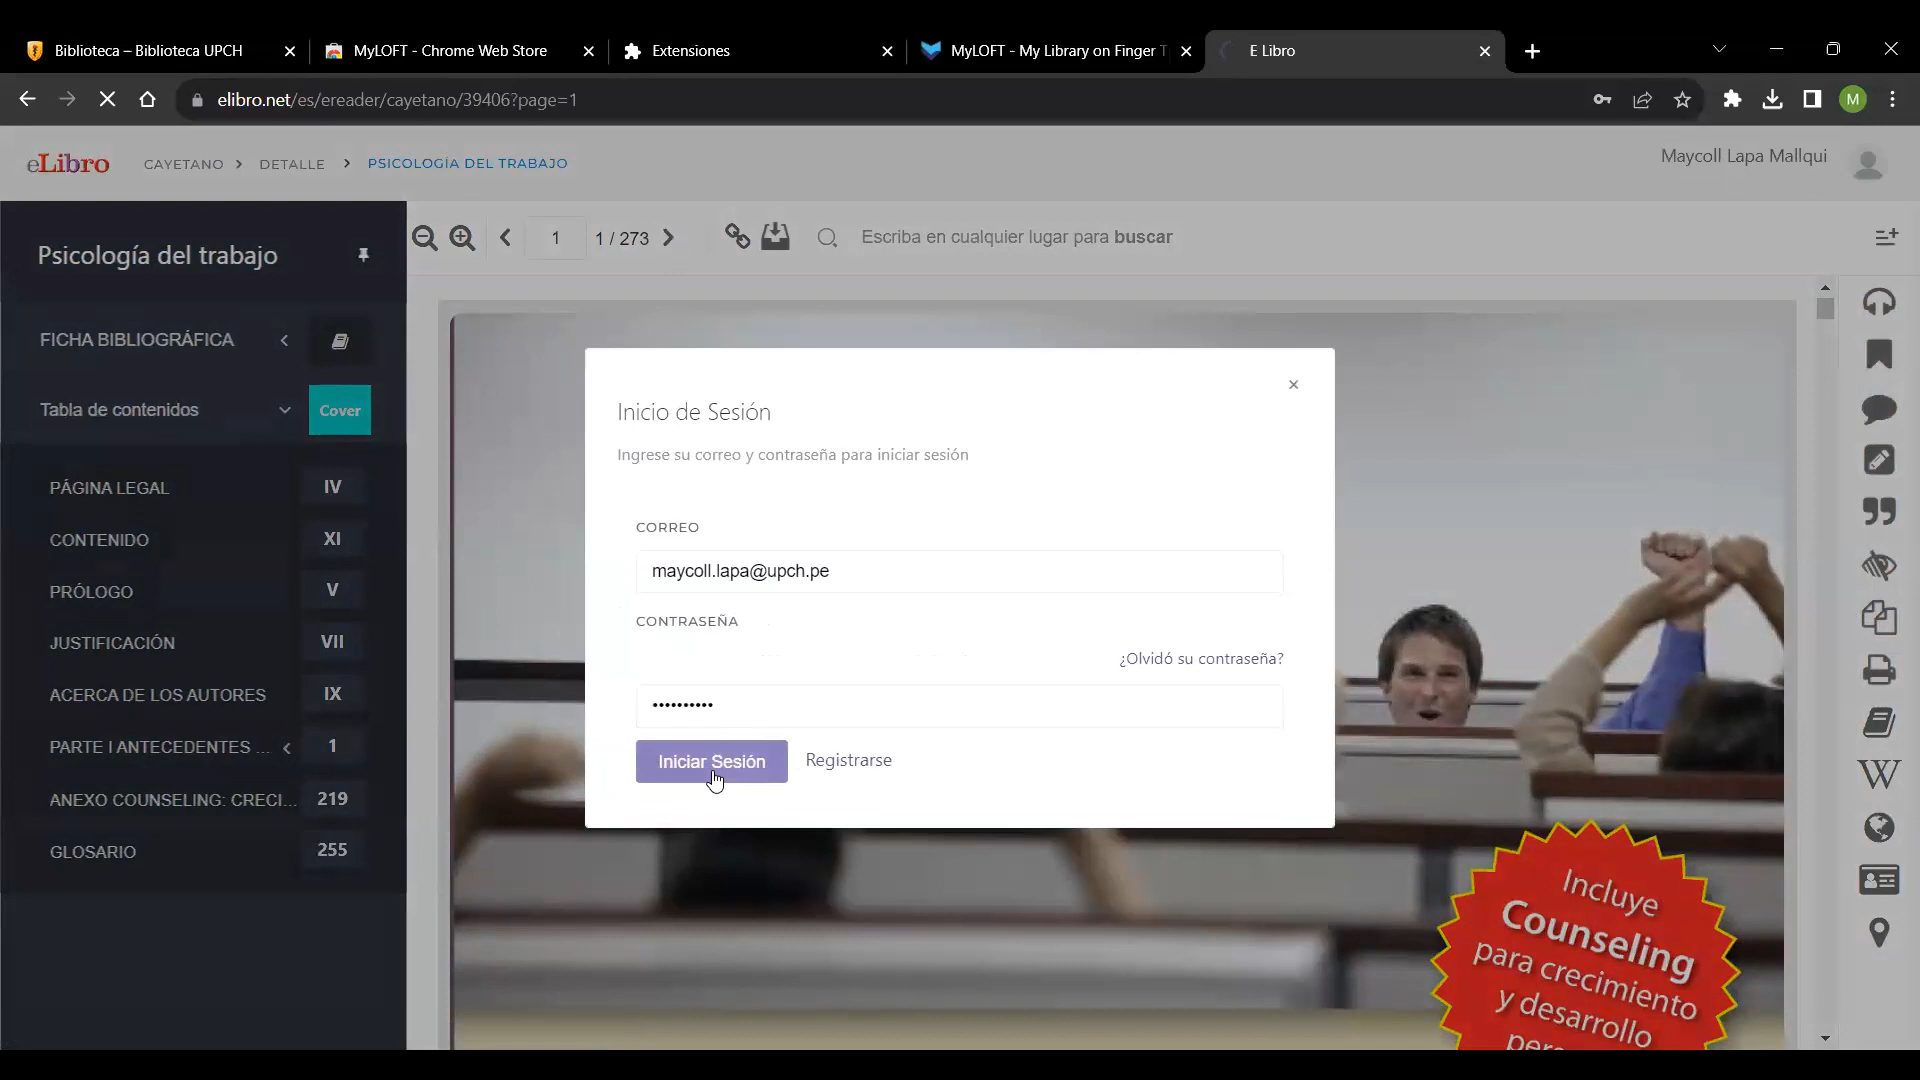 Biblioteca – Biblioteca UPCH
MyLOFT - Chrome Web Store
Extensiones
MyLOFT - My Library on Finger T
E Libro
elibro.net/es/ereader/cayetano/39406?page=1
M
eLibro
CAYETANO
DETALLE
PSICOLOGÍA DEL TRABAJO
Maycoll Lapa Mallqui
Psicología del trabajo
1
1 / 273
Escriba en cualquier lugar para buscar
FICHA BIBLIOGRÁFICA
Tabla de contenidos
Cover
PÁGINA LEGAL IV
CONTENIDO XI
PRÓLOGO V
JUSTIFICACIÓN VII
ACERCA DE LOS AUTORES IX
PARTE I ANTECEDENTES ... 1
ANEXO COUNSELING: CRECI... 219
GLOSARIO 255
Inicio de Sesión
Ingrese su correo y contraseña para iniciar sesión
CORREO
maycoll.lapa@upch.pe
CONTRASEÑA
¿Olvidó su contraseña?
••••••••••
Iniciar Sesión
Registrarse
W
Incluye
Counseling
para crecimiento
y desarrollo